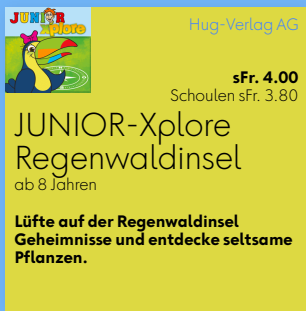 JUNIOR
Xplore
Hug-Verlag AG
sFr. 4.00
Schoulen sFr. 3.80
JUNIOR-Xplore
Regenwaldinsel
ab 8 Jahren
Lüfte auf der Regenwaldinsel
Geheimnisse und entdecke seltsame
Pflanzen.